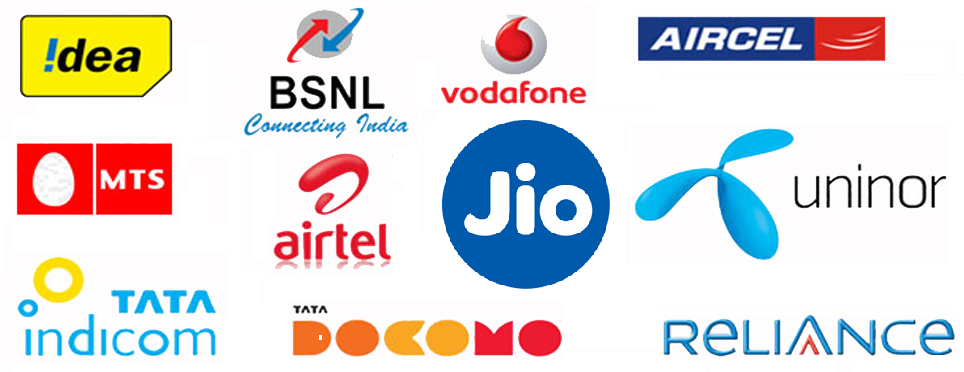 !dea
BSNL
Connecting India
vodafone
AIRCEL
MTS
airtel
Jio
uninor
TATA
indicom
TATA
DOCOMO
RELIANCe